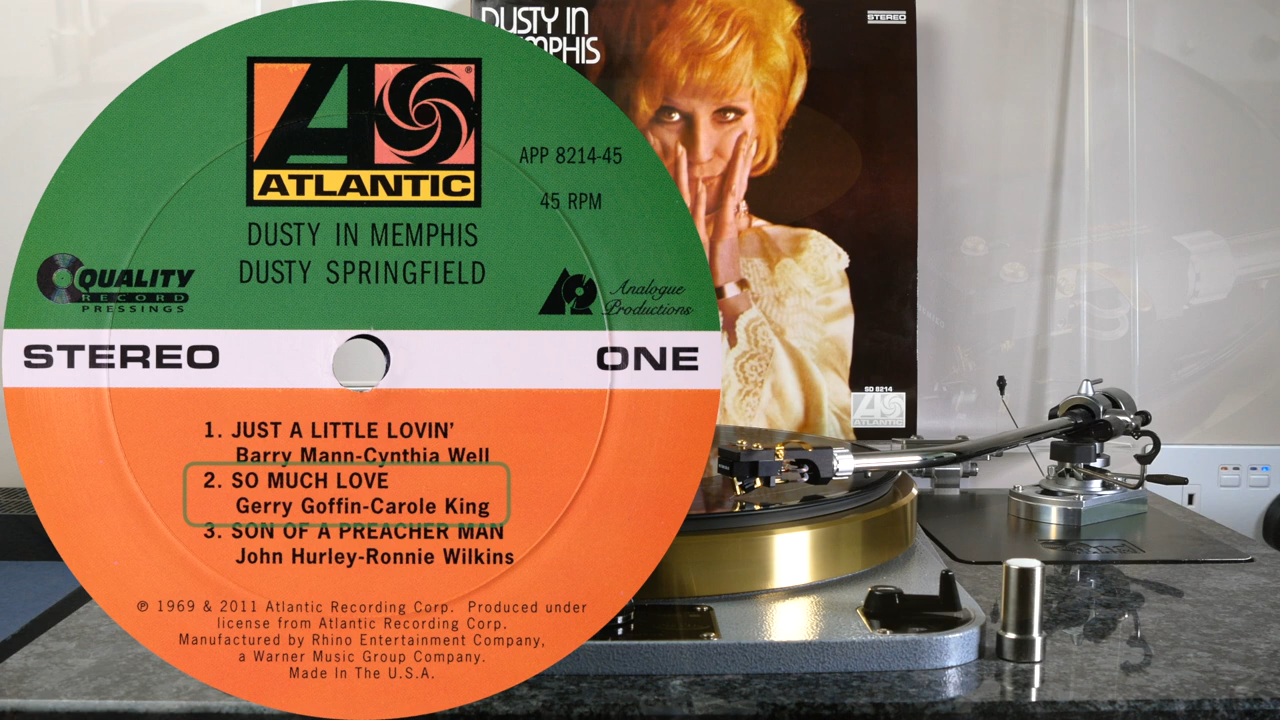 DUSTY IN
MEMPHIS
STEREO
ATLANTIC
APP 8214-45
45 RPM
DUSTY IN MEMPHIS
DUSTY SPRINGFIELD
QUALITY
RECORD
PRESSINGS
Analogue
Productions
STEREO
ONE
1. JUST A LITTLE LOVIN'
Barry Mann-Cynthia Well
2. SO MUCH LOVE
Gerry Goffin-Carole King
3. SON OF A PREACHER MAN
John Hurley-Ronnie Wilkins
℗ 1969 & 2011 Atlantic Recording Corp. Produced under
license from Atlantic Recording Corp.
Manufactured by Rhino Entertainment Company,
a Warner Music Group Company.
Made In The U.S.A.
SD 8214
ATLANTIC